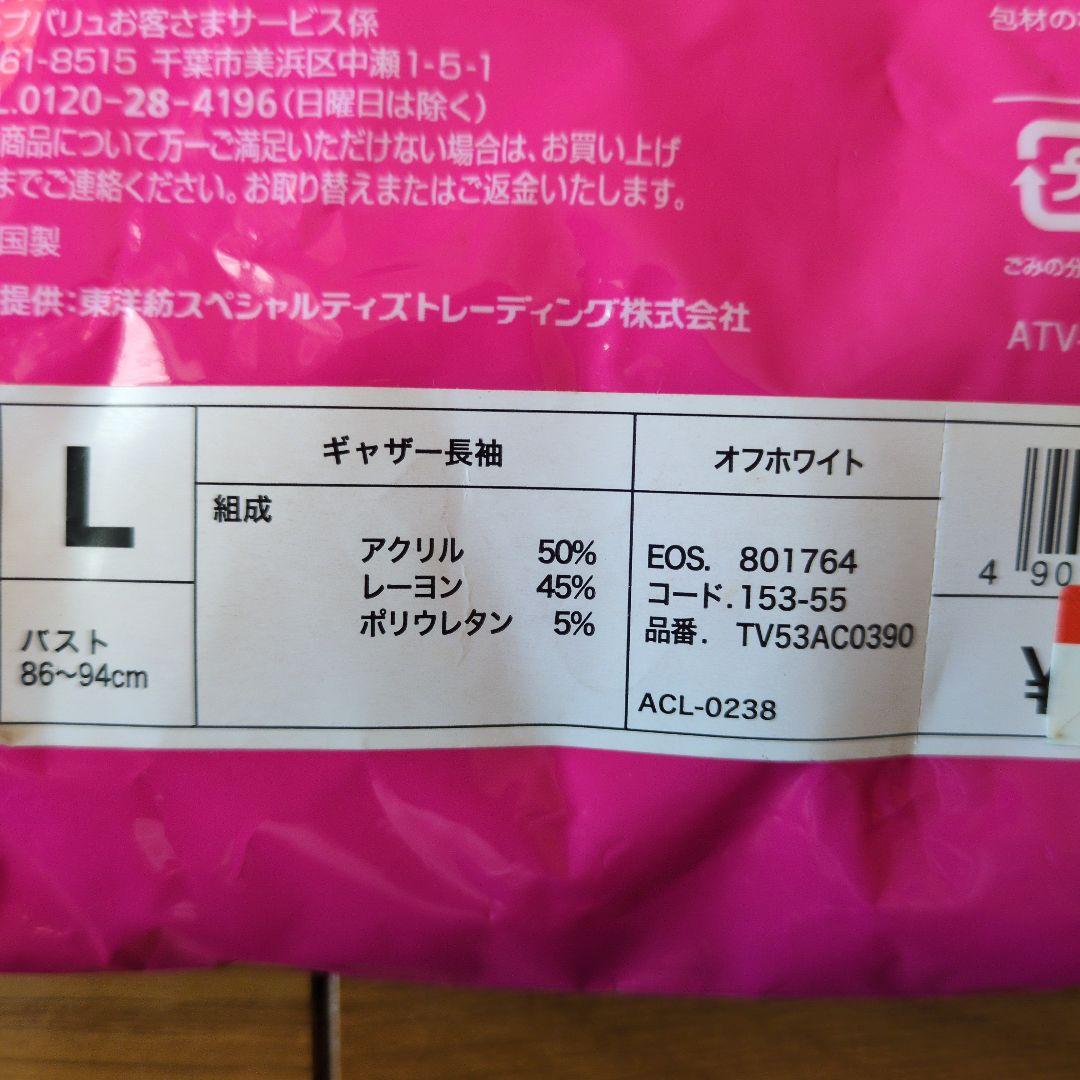 プバリュお客さまサービス係
61-8515 千葉市美浜区中瀬1-5-1
.0120-28-4196(日曜日は除く)
商品について万一ご満足いただけない場合は、お買い上げ
までご連絡ください。お取り替えまたはご返金いたします。
国製
提供:東洋紡スペシャルティズトレーディング株式会社
包材の
プ
ごみの分
ATV-
L
バスト
86〜94cm
ギャザー長袖
組成
アクリル 50%
レーヨン 45%
ポリウレタン 5%
オフホワイト
EOS. 801764
コード.153-55
品番. TV53AC0390
ACL-0238
4 90
¥